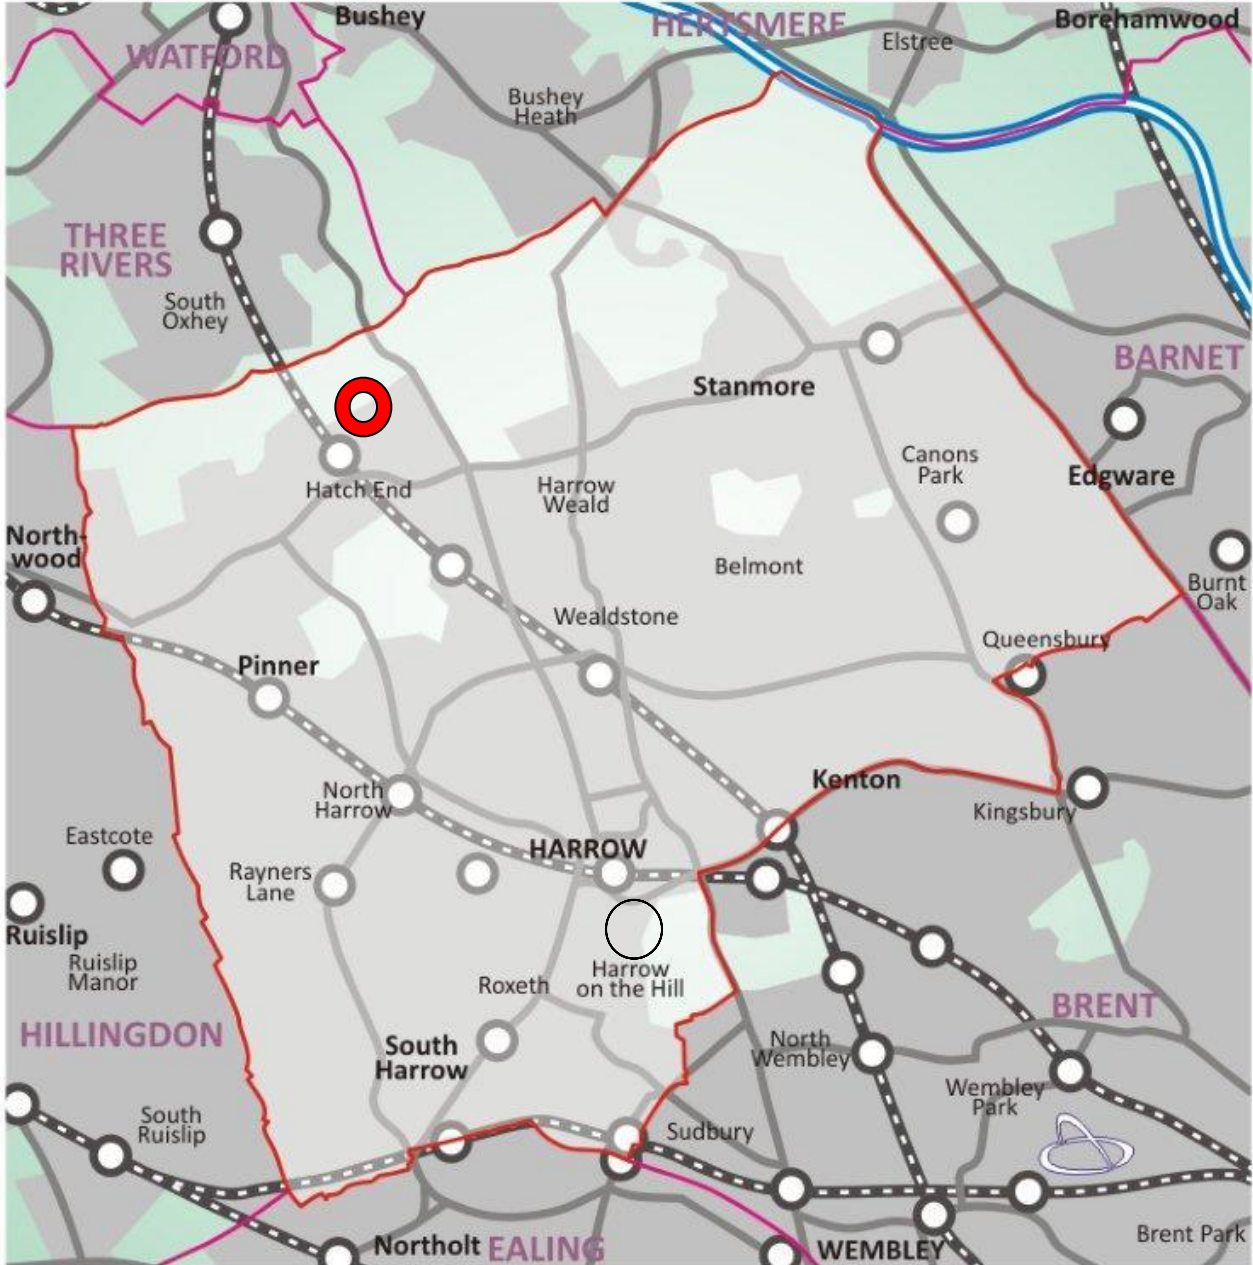 Bushey
HERTSMERE
Borehamwood
WATFORD
Elstree
Bushey
Heath
THREE
RIVERS
South
Oxhey
BARNET
Stanmore
Canons
Park
Edgware
Hatch End
Harrow
Weald
North-
wood
Belmont
Burnt
Oak
Wealdstone
Queensbury
Pinner
Kenton
North
Harrow
Kingsbury
Eastcote
HARROW
Rayners
Lane
Ruislip
Ruislip
Manor
Harrow
on the Hill
Roxeth
BRENT
HILLINGDON
South
Harrow
North
Wembley
Wembley
Park
South
Ruislip
Sudbury
Brent Park
Northolt
EALING
WEMBLEY